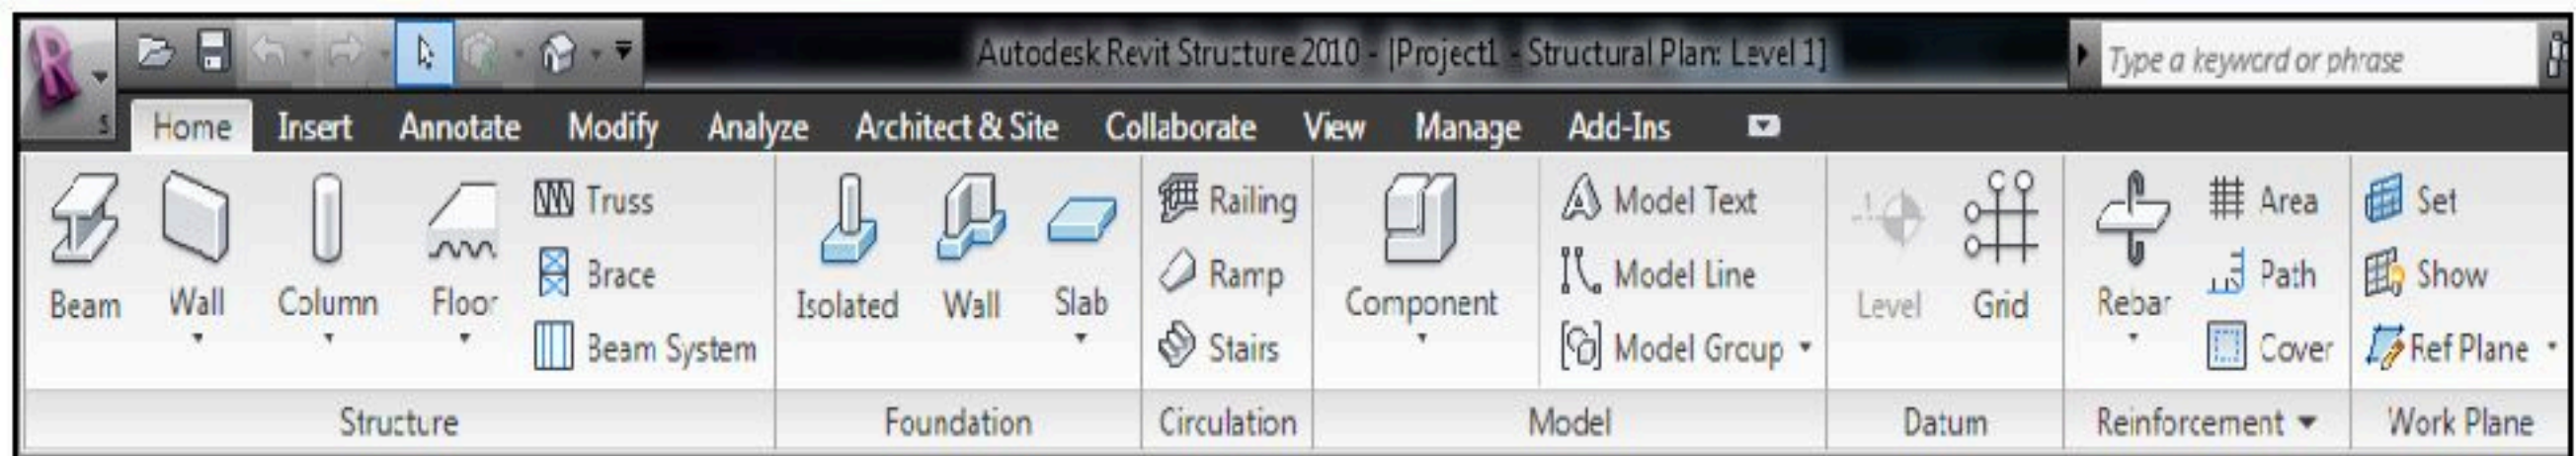 Autodesk Revit Structure 2010 - [Project1 - Structural Plan: Level 1] Type a keyword or phrase
R S Home Insert Annotate Modify Analyze Architect & Site Collaborate View Manage Add-Ins
Beam Wall Column Floor
Truss
Brace
Beam System
Structure
Isolated Wall Slab
Foundation
Railing
Ramp
Stairs
Circulation
Component
Model Text
Model Line
Model Group
Model
Level Grid
Datum
Rebar
Area
Path
Cover
Reinforcement
Set
Show
Ref Plane
Work Plane